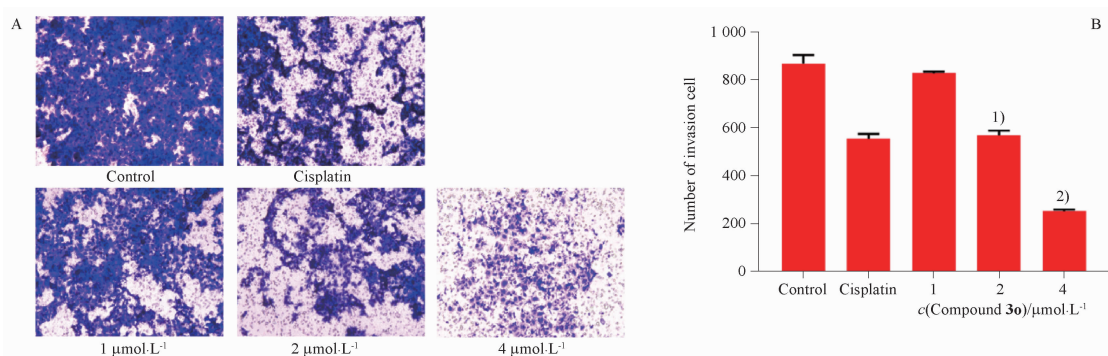 A
Control
Cisplatin
1 μmol·L⁻¹
2 μmol·L⁻¹
4 μmol·L⁻¹
B
Number of invasion cell
1 000
800
600
400
200
0
1)
2)
Control Cisplatin 1 2 4
c(Compound 3o)/μmol·L⁻¹